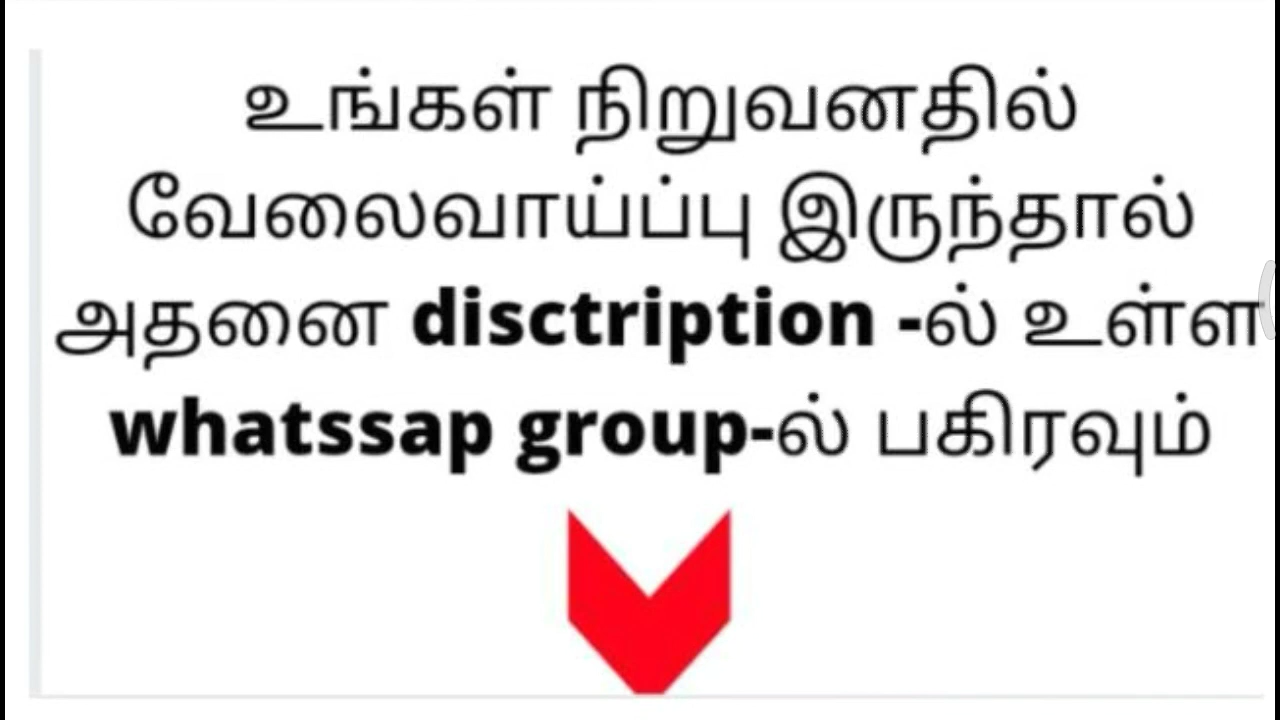 உங்கள் நிறுவனதில்
வேலைவாய்ப்பு இருந்தால்
அதனை disctription -ல் உள்ள
whatssap group-ல் பகிரவும்